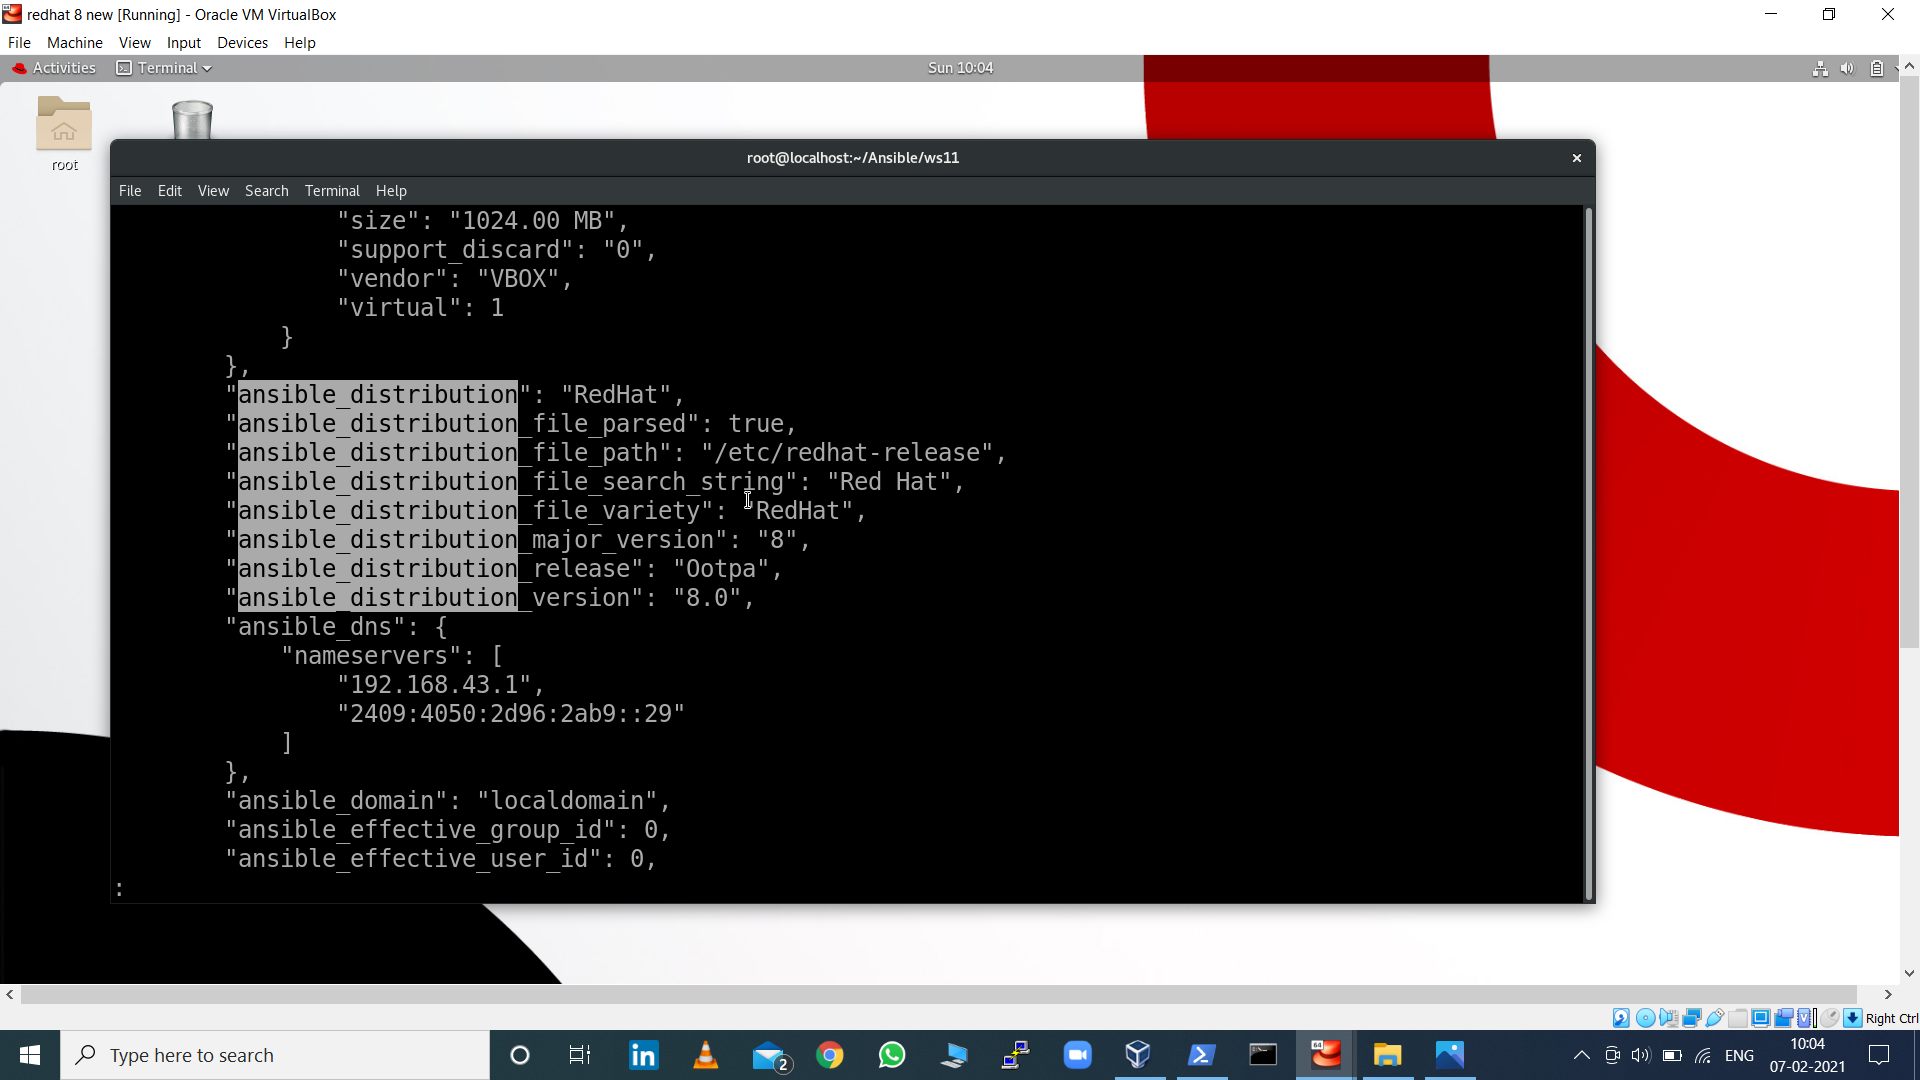 redhat 8 new [Running] - Oracle VM VirtualBox
File Machine View Input Devices Help
Activities Terminal Sun 10:04
root
root@localhost:~/Ansible/ws11
File Edit View Search Terminal Help
"size": "1024.00 MB",
"support_discard": "0",
"vendor": "VBOX",
"virtual": 1
}
},
"ansible_distribution": "RedHat",
"ansible_distribution_file_parsed": true,
"ansible_distribution_file_path": "/etc/redhat-release",
"ansible_distribution_file_search_string": "Red Hat",
"ansible_distribution_file_variety": "RedHat",
"ansible_distribution_major_version": "8",
"ansible_distribution_release": "Ootpa",
"ansible_distribution_version": "8.0",
"ansible_dns": {
"nameservers": [
"192.168.43.1",
"2409:4050:2d96:2ab9::29"
]
},
"ansible_domain": "localdomain",
"ansible_effective_group_id": 0,
"ansible_effective_user_id": 0,
:
Right Ctrl
Type here to search
in
2
64
ENG
10:04
07-02-2021